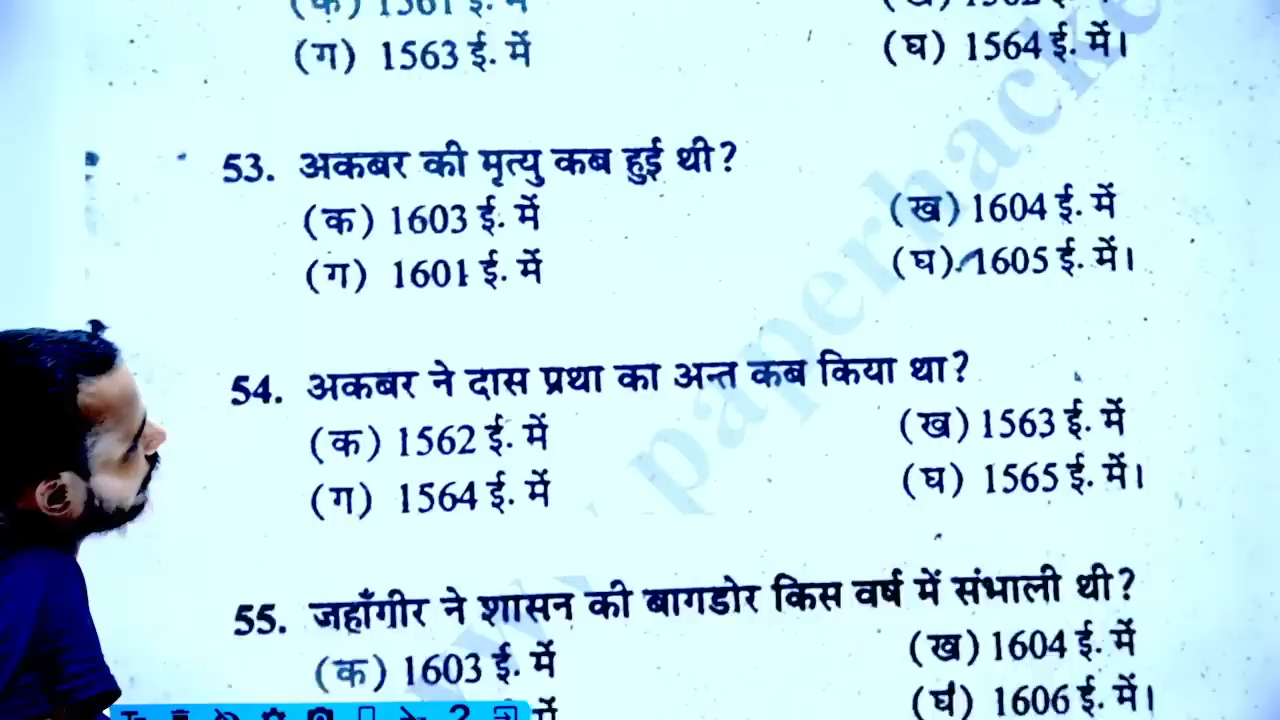 (क) 1561 ई. में
(ग) 1563 ई. में (घ) 1564 ई. में।
53. अकबर की मृत्यु कब हुई थी?
(क) 1603 ई. में (ख) 1604 ई. में
(ग) 1601 ई. में (घ) 1605 ई. में।
54. अकबर ने दास प्रथा का अन्त कब किया था?
(क) 1562 ई. में (ख) 1563 ई. में
(ग) 1564 ई. में (घ) 1565 ई. में।
55. जहाँगीर ने शासन की बागडोर किस वर्ष में संभाली थी?
(क) 1603 ई. में (ख) 1604 ई. में
में (घ) 1606 ई. में।